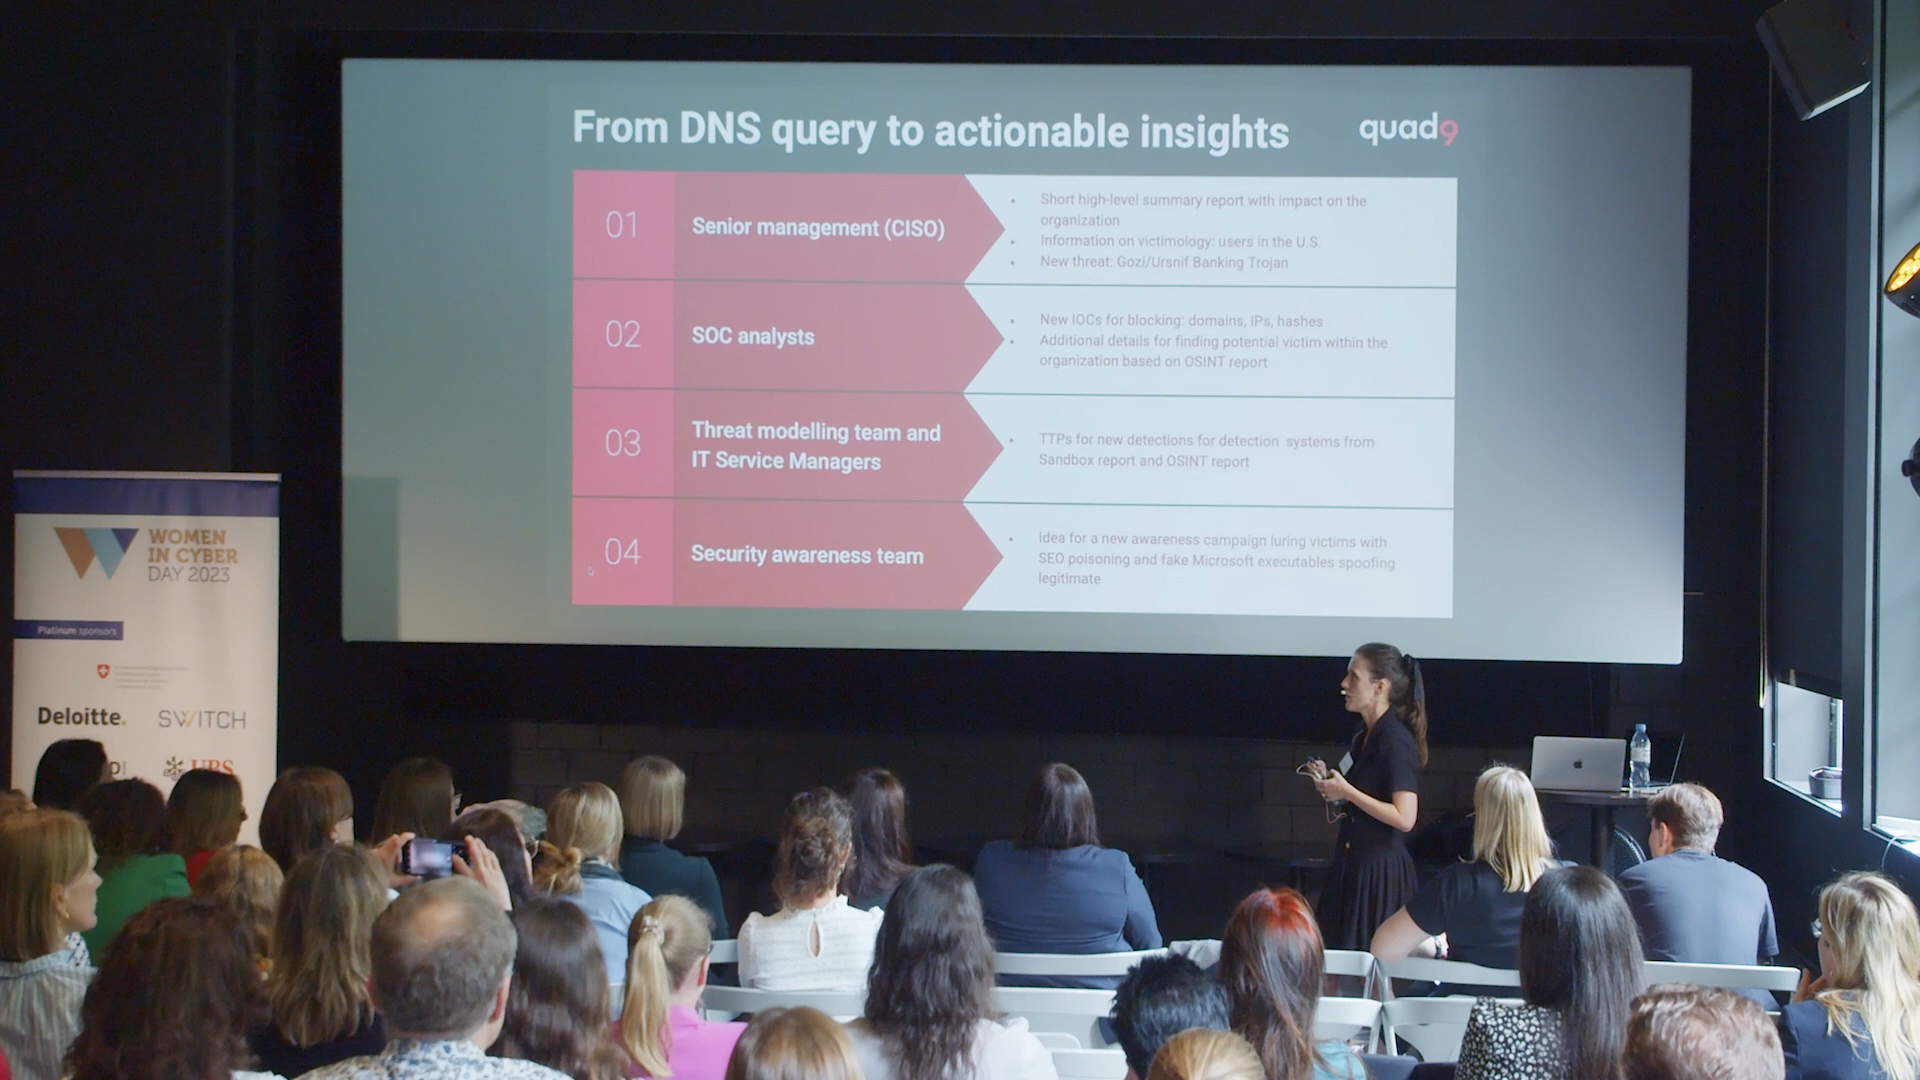 From DNS query to actionable insights
quad9
01
Senior management (CISO)
• Short high-level summary report with impact on the
organization
• Information on victimology: users in the U.S.
• New threat: Gozi/Ursnif Banking Trojan
02
SOC analysts
• New IOCs for blocking: domains, IPs, hashes
• Additional details for finding potential victim within the
organization based on OSINT report
03
Threat modelling team and
IT Service Managers
• TTPs for new detections for detection systems from
Sandbox report and OSINT report
04
Security awareness team
• Idea for a new awareness campaign luring victims with
SEO poisoning and fake Microsoft executables spoofing
legitimate
WOMEN
IN CYBER
DAY 2023
Platinum sponsors
Deloitte.
SWITCH
UBS